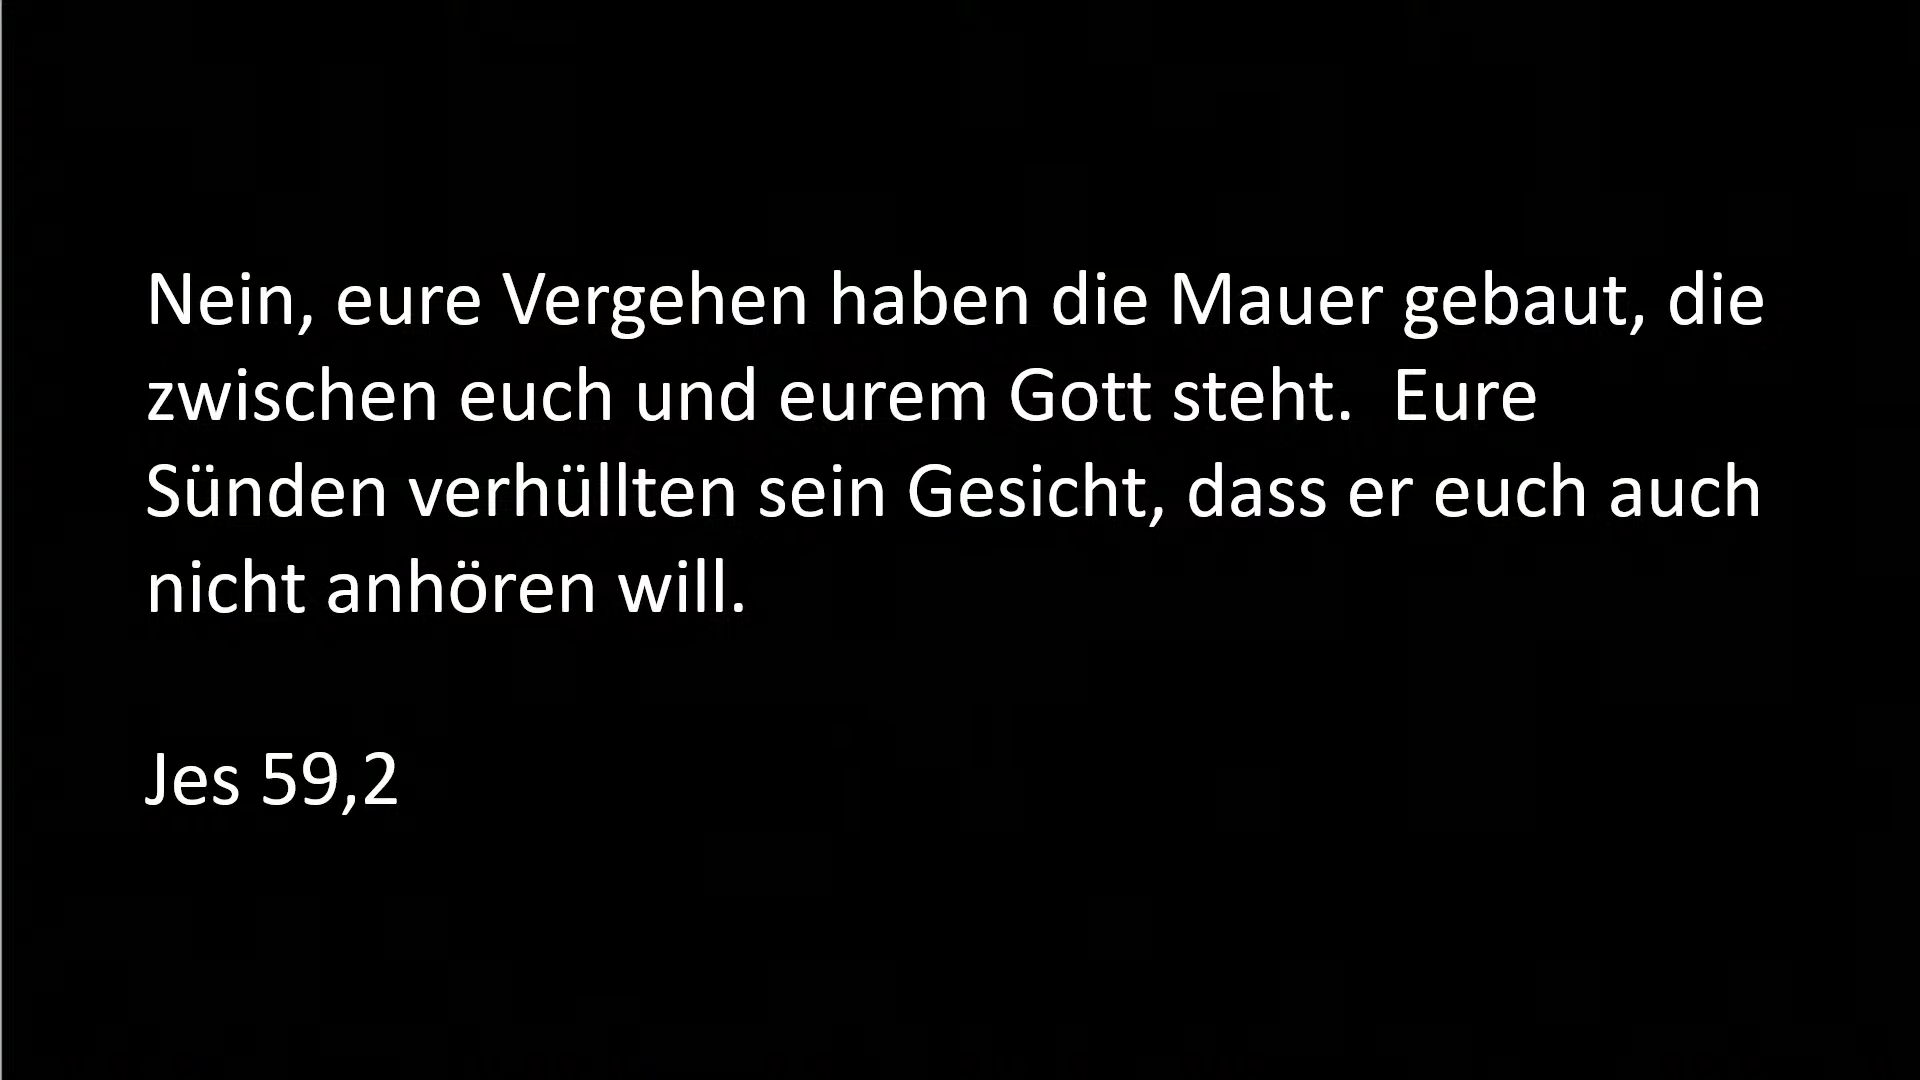 Nein, eure Vergehen haben die Mauer gebaut, die
zwischen euch und eurem Gott steht.  Eure
Sünden verhüllten sein Gesicht, dass er euch auch
nicht anhören will.
Jes 59,2